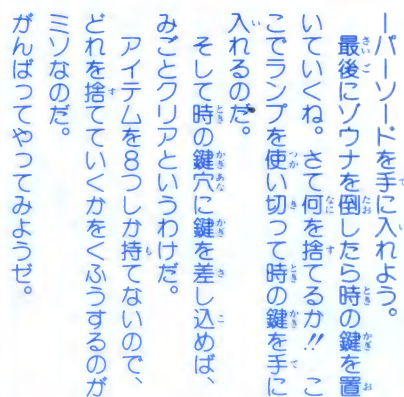 ーパーソードを手に入れよう。
最後にゾウナを倒したら時の鍵を置
いていくね。さて何を捨てるか!! こ
こでランプを使い切って時の鍵を手に
入れるのだ。
そして時の鍵穴に鍵を差し込めば、
みごとクリアというわけだ。
アイテムを8つしか持てないので、
どれを捨てていくかをくふうするのが
ミソなのだ。
がんばってやってみようゼ。